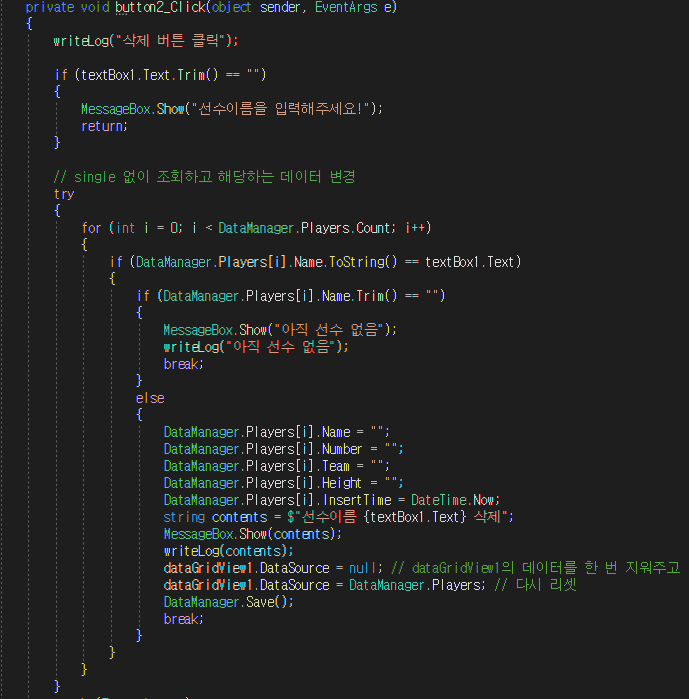 private void button2_Click(object sender, EventArgs e)
{
writeLog("삭제 버튼 클릭");
if (textBox1.Text.Trim() == "")
{
MessageBox.Show("선수이름을 입력해주세요!");
return;
}
// single 없이 조회하고 해당하는 데이터 변경
try
{
for (int i = 0; i < DataManager.Players.Count; i++)
{
if (DataManager.Players[i].Name.ToString() == textBox1.Text)
{
if (DataManager.Players[i].Name.Trim() == "")
{
MessageBox.Show("아직 선수 없음");
writeLog("아직 선수 없음");
break;
}
else
{
DataManager.Players[i].Name = "";
DataManager.Players[i].Number = "";
DataManager.Players[i].Team = "";
DataManager.Players[i].Height = "";
DataManager.Players[i].InsertTime = DateTime.Now;
string contents = $"선수이름 {textBox1.Text} 삭제";
MessageBox.Show(contents);
writeLog(contents);
dataGridView1.DataSource = null; // dataGridView1의 데이터를 한 번 지워주고
dataGridView1.DataSource = DataManager.Players; // 다시 리셋
DataManager.Save();
break;
}
}
}
}